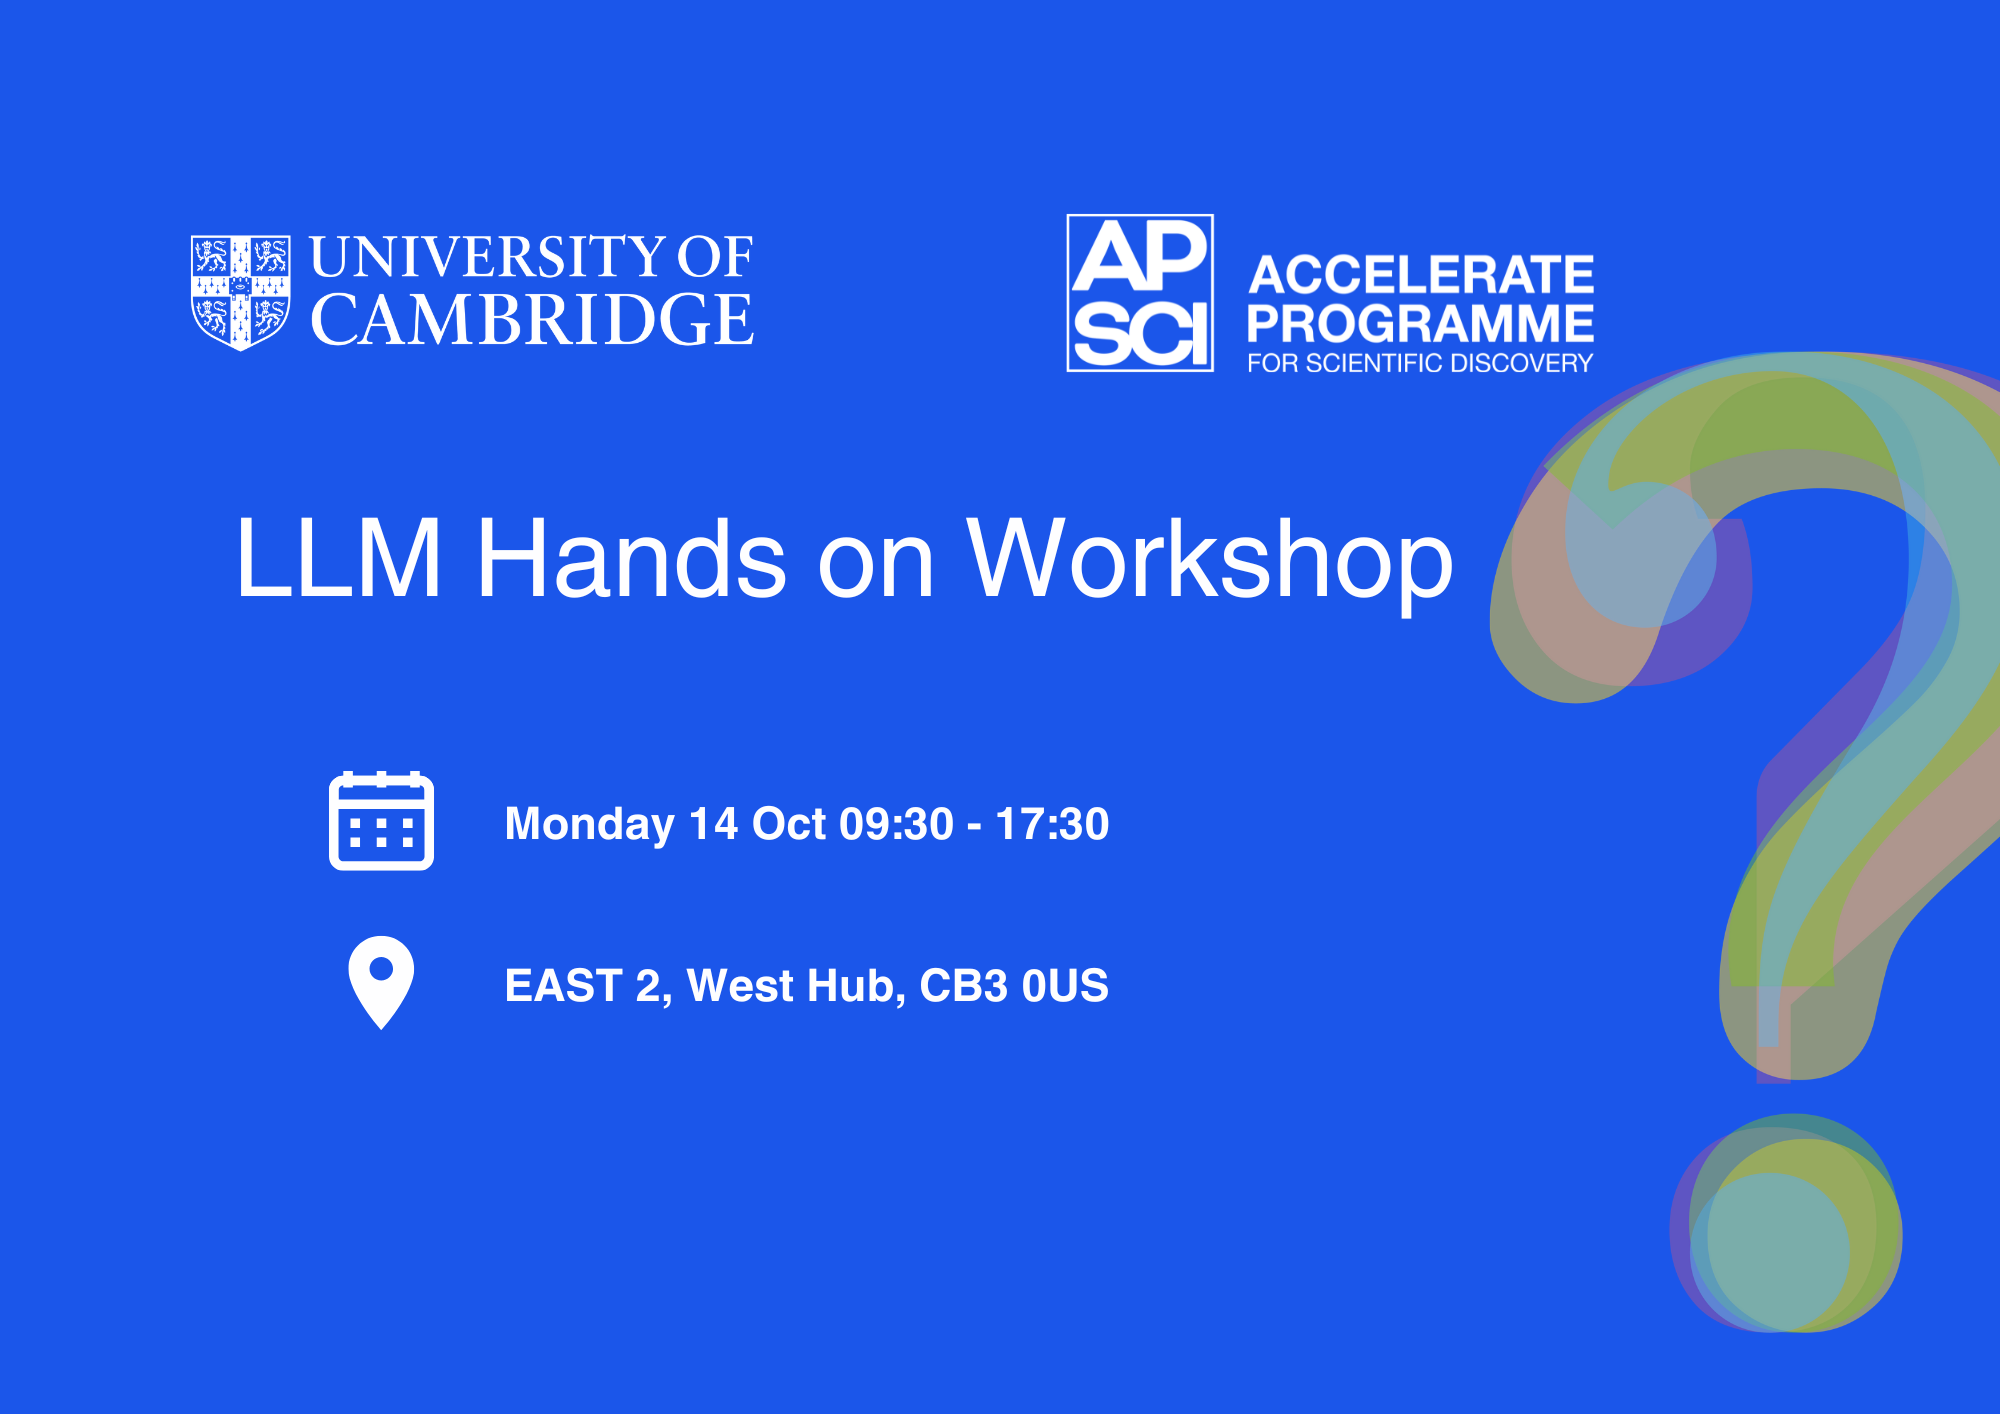 UNIVERSITY OF
CAMBRIDGE
AP
SCI
ACCELERATE
PROGRAMME
FOR SCIENTIFIC DISCOVERY
LLM Hands on Workshop
Monday 14 Oct 09:30 - 17:30
EAST 2, West Hub, CB3 0US
?